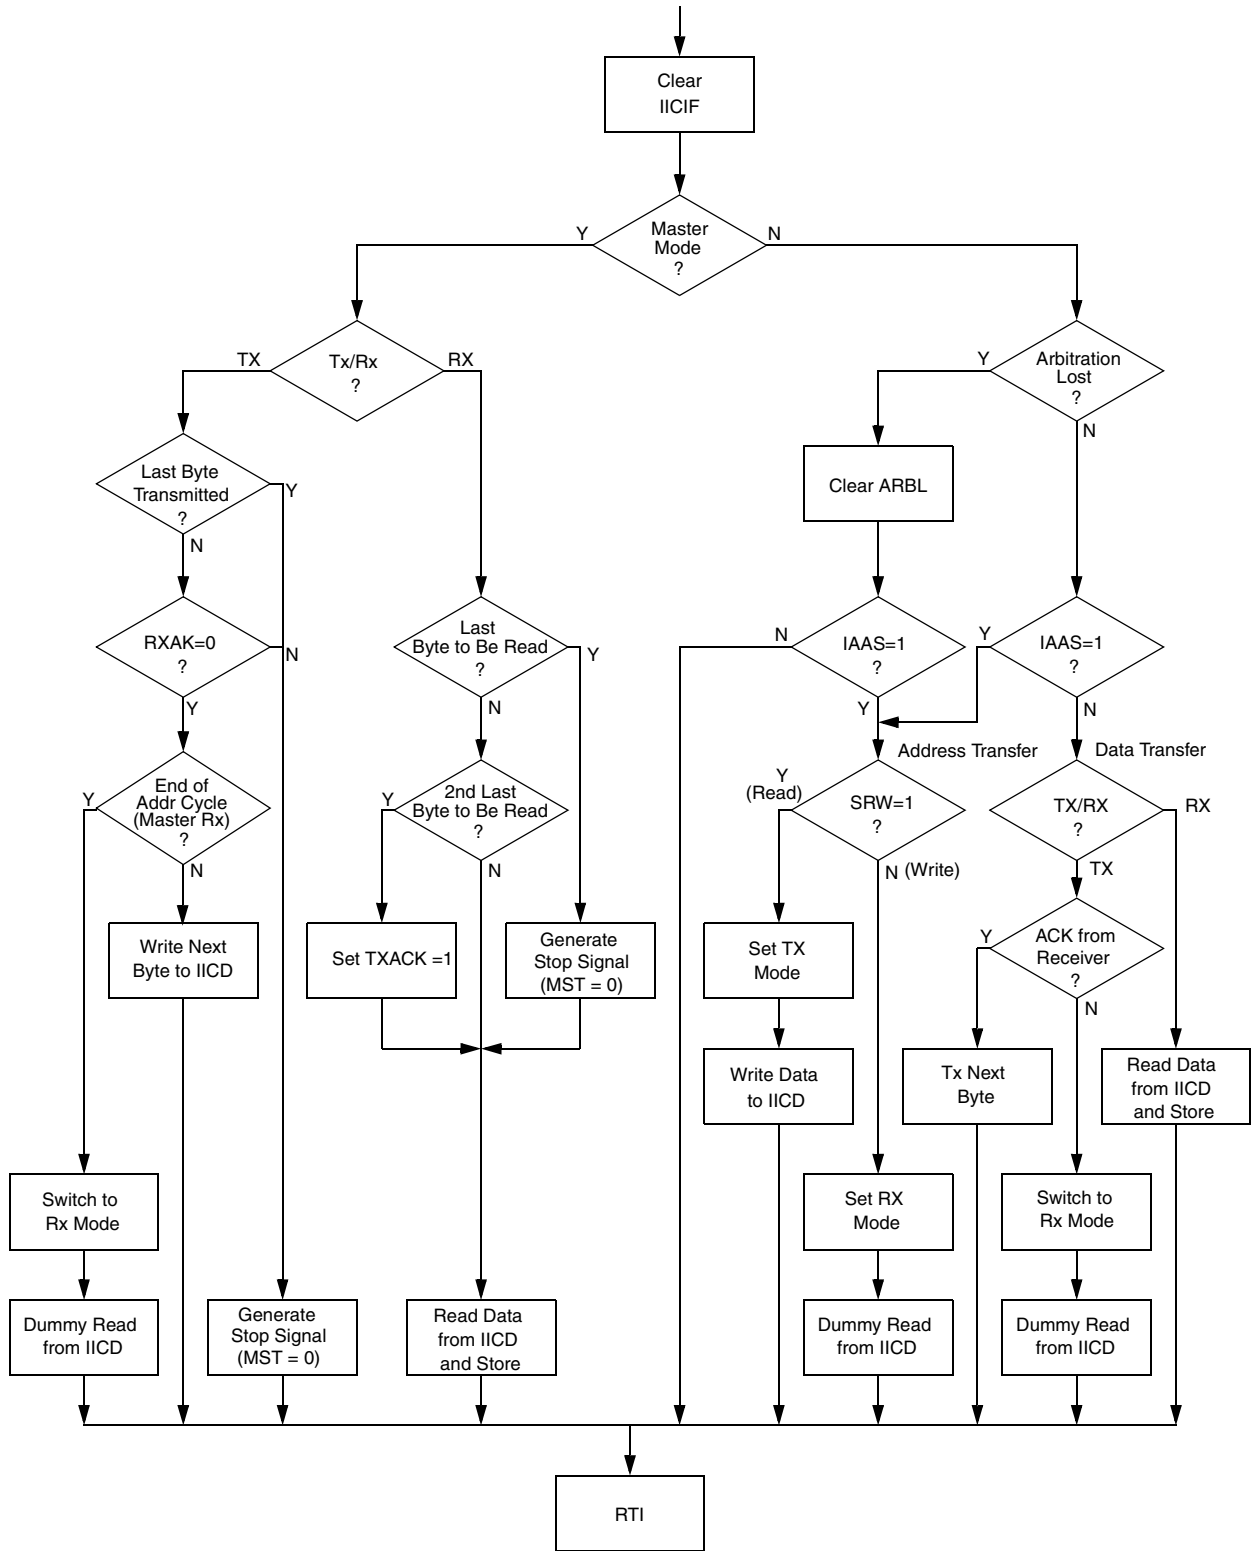 Clear
IICIF
Master
Mode
?
Y
N
Tx/Rx
?
TX
RX
Arbitration
Lost
?
Y
N
Last Byte
Transmitted
?
Y
N
Clear ARBL
RXAK=0
?
N
Y
Last
Byte to Be Read
?
Y
N
IAAS=1
?
N
Y
IAAS=1
?
Y
N
Address Transfer
Data Transfer
End of
Addr Cycle
(Master Rx)
?
Y
N
2nd Last
Byte to Be Read
?
Y
N
Y
(Read)
SRW=1
?
N (Write)
TX/RX
?
RX
TX
Write Next
Byte to IICD
Set TXACK =1
Generate
Stop Signal
(MST = 0)
Set TX
Mode
ACK from
Receiver
?
Y
N
Write Data
to IICD
Tx Next
Byte
Read Data
from IICD
and Store
Switch to
Rx Mode
Set RX
Mode
Switch to
Rx Mode
Dummy Read
from IICD
Generate
Stop Signal
(MST = 0)
Read Data
from IICD
and Store
Dummy Read
from IICD
Dummy Read
from IICD
RTI